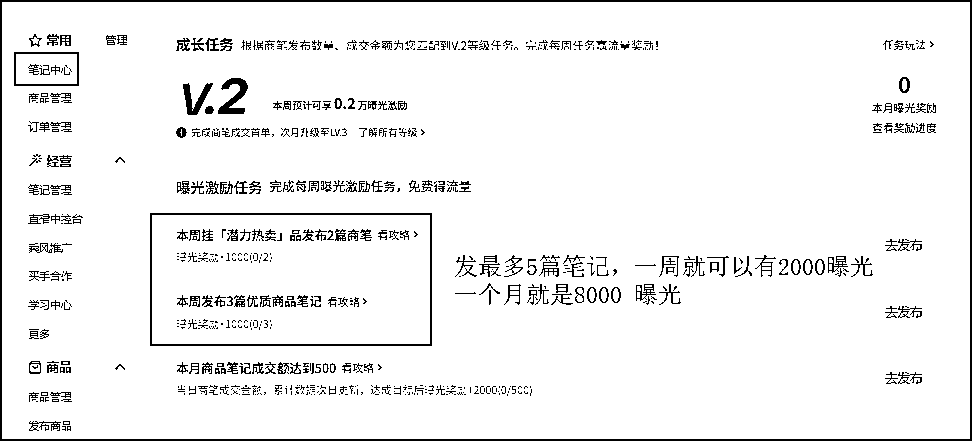 常用 管理
笔记中心
商品管理
订单管理
经营
笔记管理
直播中控台
乘风推广
买手合作
学习中心
更多
商品
商品管理
发布商品
成长任务 根据商笔发布数量、成交金额为您匹配到V.2等级任务。完成每周任务赢流量奖励！
任务玩法 >
V.2 本周预计可享 0.2 万曝光激励
完成商笔成交首单，次月升级至LV.3 了解所有等级 >
0
本月曝光奖励
查看奖励进度
曝光激励任务 完成每周曝光激励任务，免费得流量
本周挂「潜力热卖」品发布2篇商笔 看攻略 >
曝光奖励+1000(0/2)
去发布
本周发布3篇优质商品笔记 看攻略 >
曝光奖励+1000(0/3)
去发布
发最多5篇笔记，一周就可以有2000曝光
一个月就是8000 曝光
本月商品笔记成交额达到500 看攻略 >
当日商笔成交金额，累计数据次日更新，达成目标后曝光奖励+2000(0/500)
去发布